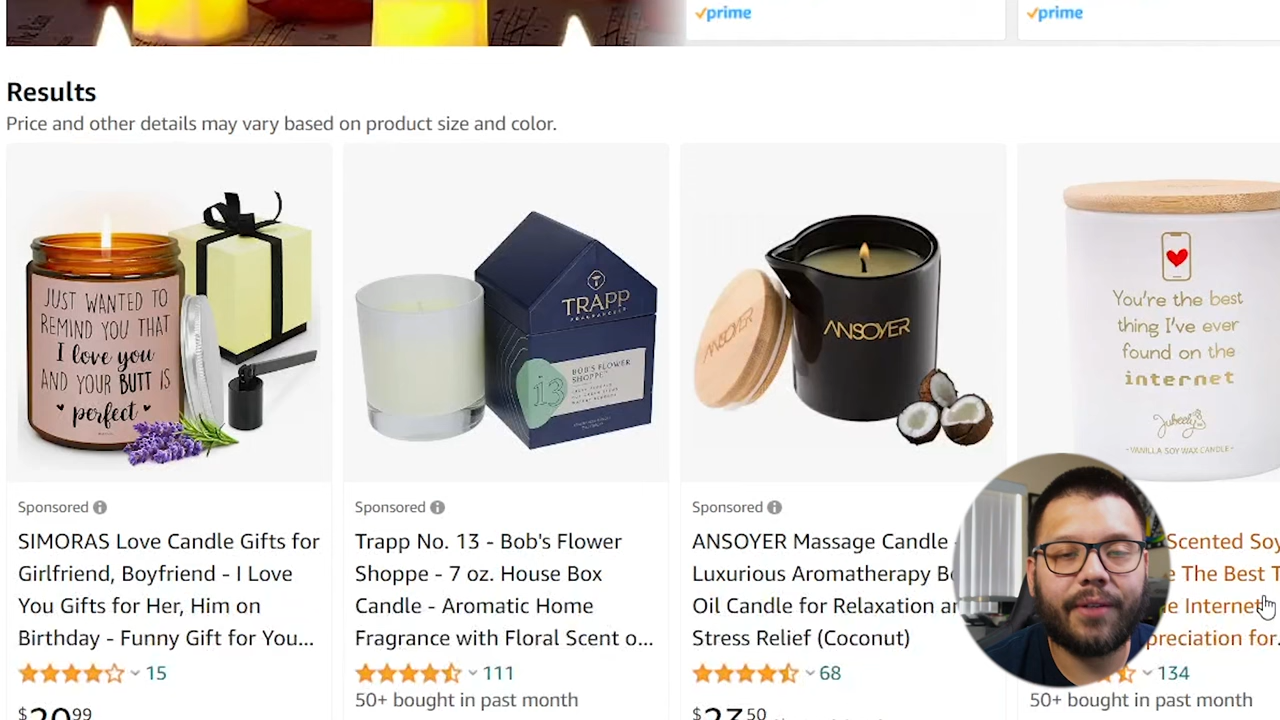 prime
prime
Results
Price and other details may vary based on product size and color.
JUST WANTED TO
REMIND YOU THAT
I love you
AND YOUR BUTT IS
perfect
TRAPP
FRAGRANCES
13
BOB'S FLOWER
SHOPPE
ANSOYER
ANSOYER
You're the best
thing I've ever
found on the
internet
Jubeely
-VANILLA SOY WAX CANDLE-
Sponsored
SIMORAS Love Candle Gifts for
Girlfriend, Boyfriend - I Love
You Gifts for Her, Him on
Birthday - Funny Gift for You...
15
$20 99
Sponsored
Trapp No. 13 - Bob's Flower
Shoppe - 7 oz. House Box
Candle - Aromatic Home
Fragrance with Floral Scent o...
111
50+ bought in past month
Sponsored
ANSOYER Massage Candle
Luxurious Aromatherapy
Oil Candle for Relaxation
Stress Relief (Coconut)
68
$23 50
Scented
The Best
Internet
134
50+ bought in past month